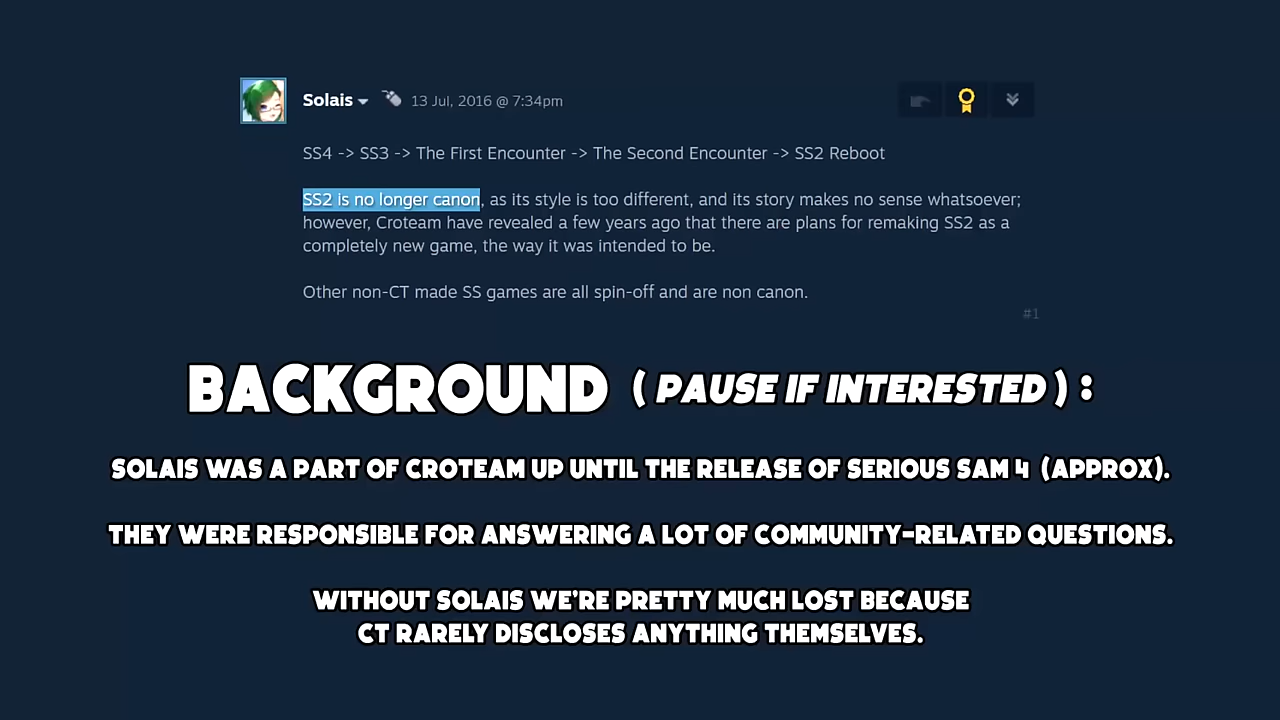 Solais 13 Jul, 2016 @ 7:34pm
SS4 -> SS3 -> The First Encounter -> The Second Encounter -> SS2 Reboot
SS2 is no longer canon, as its style is too different, and its story makes no sense whatsoever;
however, Croteam have revealed a few years ago that there are plans for remaking SS2 as a
completely new game, the way it was intended to be.
Other non-CT made SS games are all spin-off and are non canon.
#1
BACKGROUND ( PAUSE IF INTERESTED ) :
SOLAIS WAS A PART OF CROTEAM UP UNTIL THE RELEASE OF SERIOUS SAM 4 (APPROX).
THEY WERE RESPONSIBLE FOR ANSWERING A LOT OF COMMUNITY-RELATED QUESTIONS.
WITHOUT SOLAIS WE'RE PRETTY MUCH LOST BECAUSE
CT RARELY DISCLOSES ANYTHING THEMSELVES.